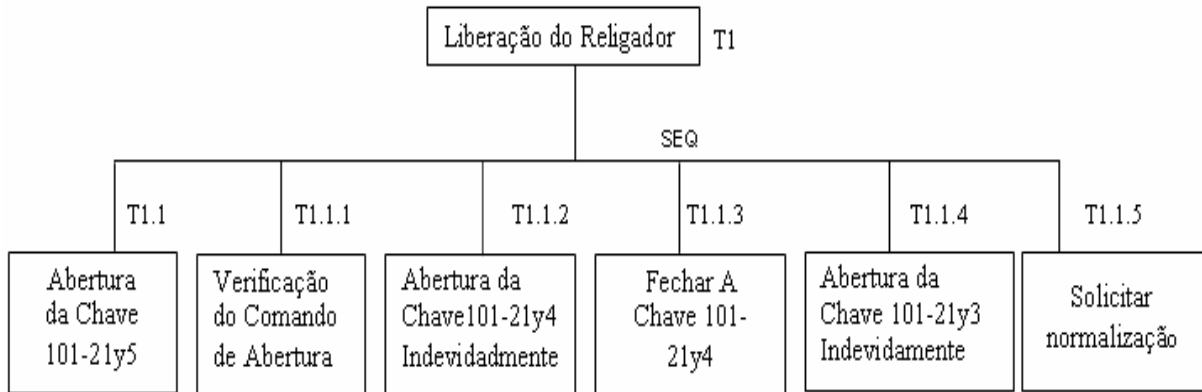 Liberação do Religador
T1
SEQ
T1.1
T1.1.1
T1.1.2
T1.1.3
T1.1.4
T1.1.5
Abertura
da Chave
101-21y5
Verificação
do Comando
de Abertura
Abertura da
Chave101-21y4
Indevidadmente
Fechar A
Chave 101-
21y4
Abertura da
Chave 101-21y3
Indevidamente
Solicitar
normalização